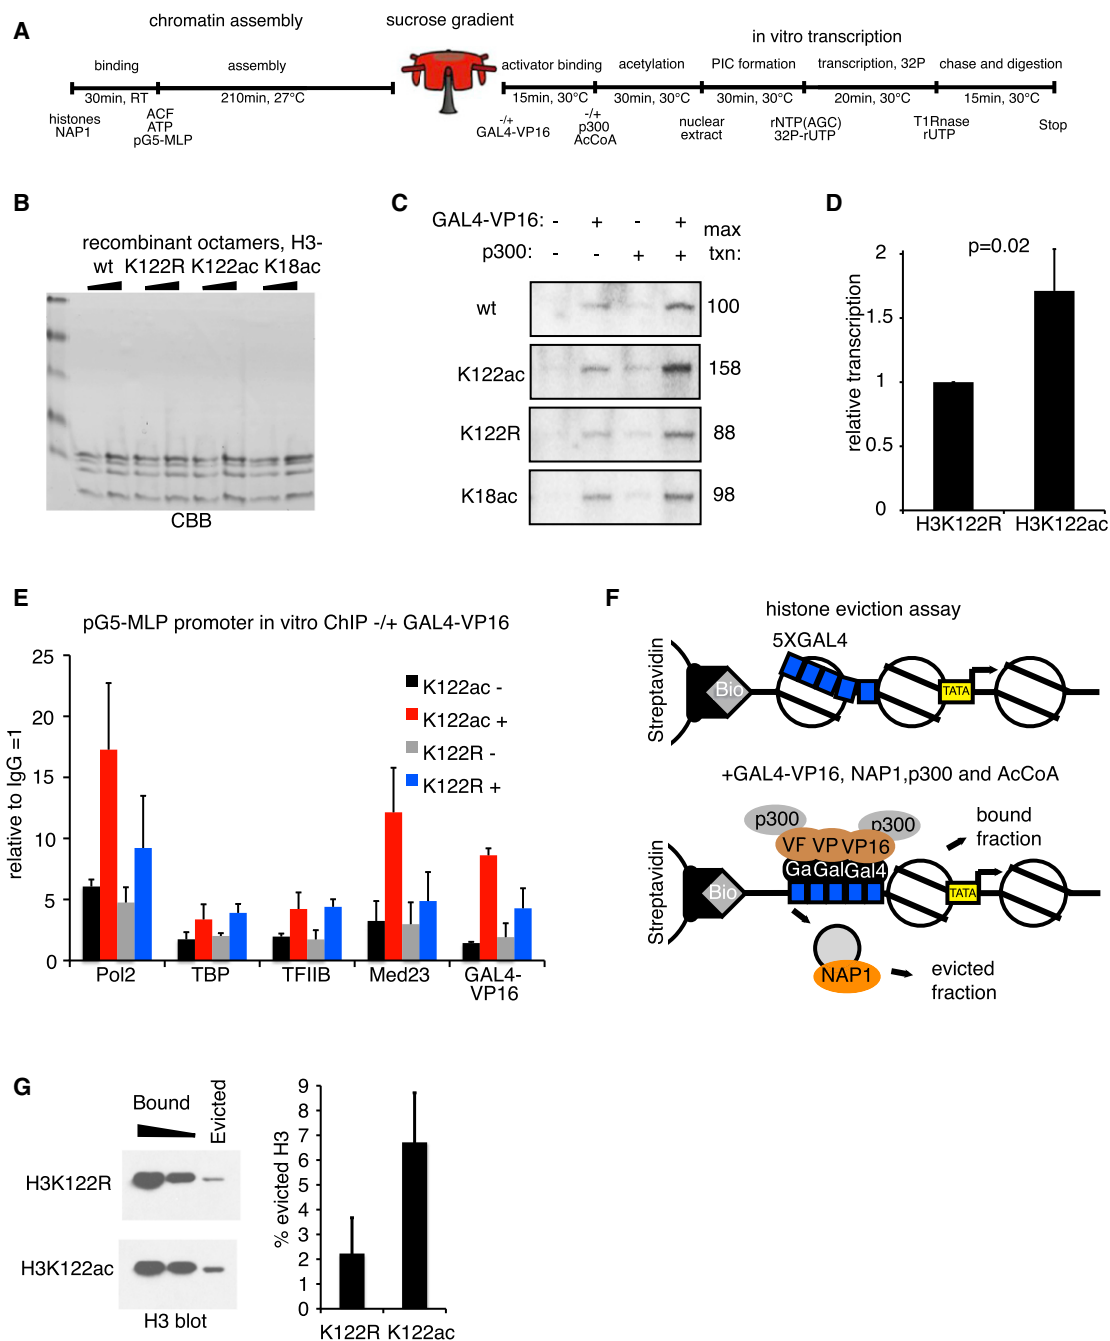 A
chromatin assembly
sucrose gradient
in vitro transcription
binding
assembly
activator binding
acetylation
PIC formation
transcription, 32P
chase and digestion
30min, RT
210min, 27°C
15min, 30°C
30min, 30°C
30min, 30°C
20min, 30°C
15min, 30°C
histones
NAP1
ACF
ATP
pG5-MLP
-/+
GAL4-VP16
-/+
p300
AcCoA
nuclear
extract
rNTP(AGC)
32P-rUTP
T1Rnase
rUTP
Stop
B
recombinant octamers, H3-
wt K122R K122ac K18ac
CBB
C
GAL4-VP16: - + - +
p300: - - + +
max
txn:
wt 100
K122ac 158
K122R 88
K18ac 98
D
p=0.02
relative transcription
2
1.5
1
0.5
0
H3K122R H3K122ac
E
pG5-MLP promoter in vitro ChIP -/+ GAL4-VP16
relative to IgG =1
25
20
15
10
5
0
K122ac -
K122ac +
K122R -
K122R +
Pol2
TBP
TFIIB
Med23
GAL4-
VP16
F
histone eviction assay
Streptavidin
Bio
5XGAL4
TATA
+GAL4-VP16, NAP1,p300 and AcCoA
Streptavidin
Bio
p300
p300
VF VP VP16
Ga Gal Gal4
TATA
bound
fraction
NAP1
evicted
fraction
G
Bound
Evicted
H3K122R
H3K122ac
H3 blot
% evicted H3
9
8
7
6
5
4
3
2
1
0
K122R K122ac